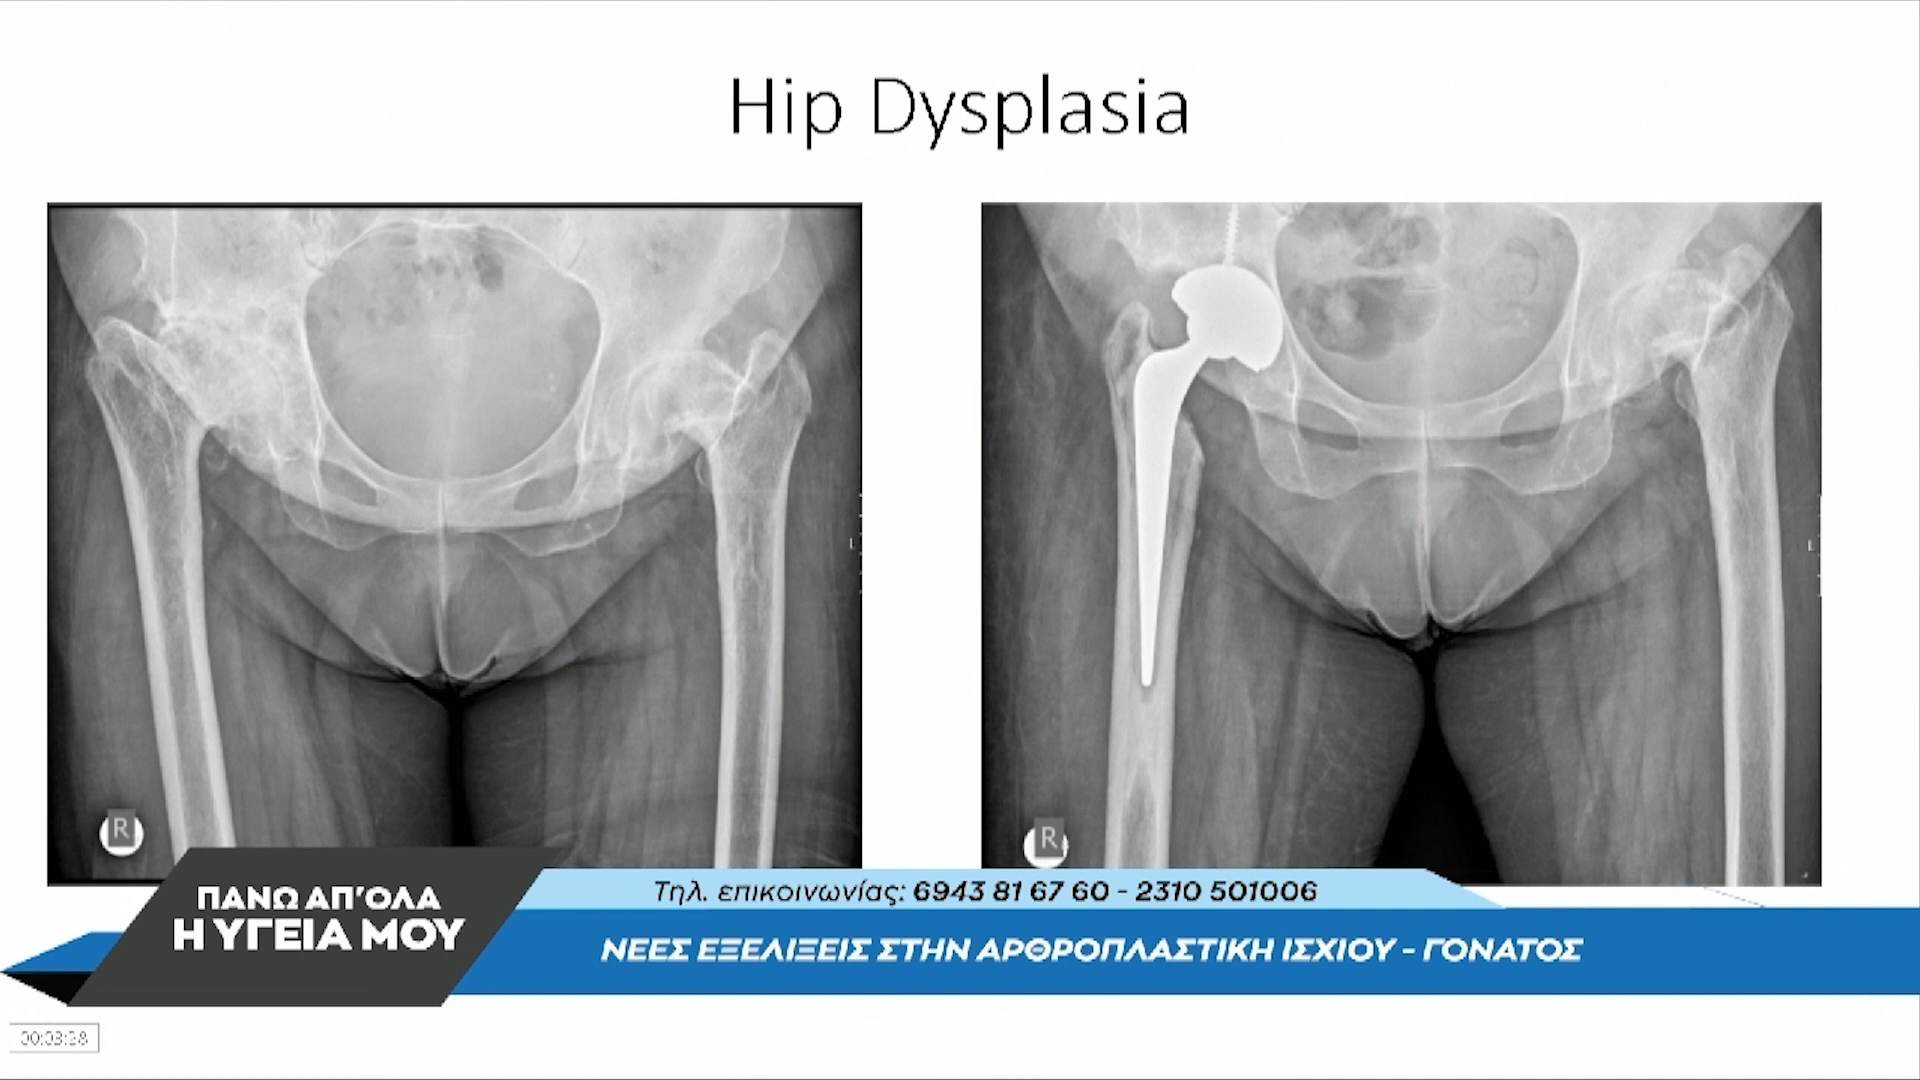 Hip Dysplasia
L
L
R
R
ΠΑΝΩ ΑΠ'ΟΛΑ
Η ΥΓΕΙΑ ΜΟΥ
Τηλ. επικοινωνίας: 6943 81 67 60 - 2310 501006
ΝΕΕΣ ΕΞΕΛΙΞΕΙΣ ΣΤΗΝ ΑΡΘΡΟΠΛΑΣΤΙΚΗ ΙΣΧΙΟΥ - ΓΟΝΑΤΟΣ
00:03:28